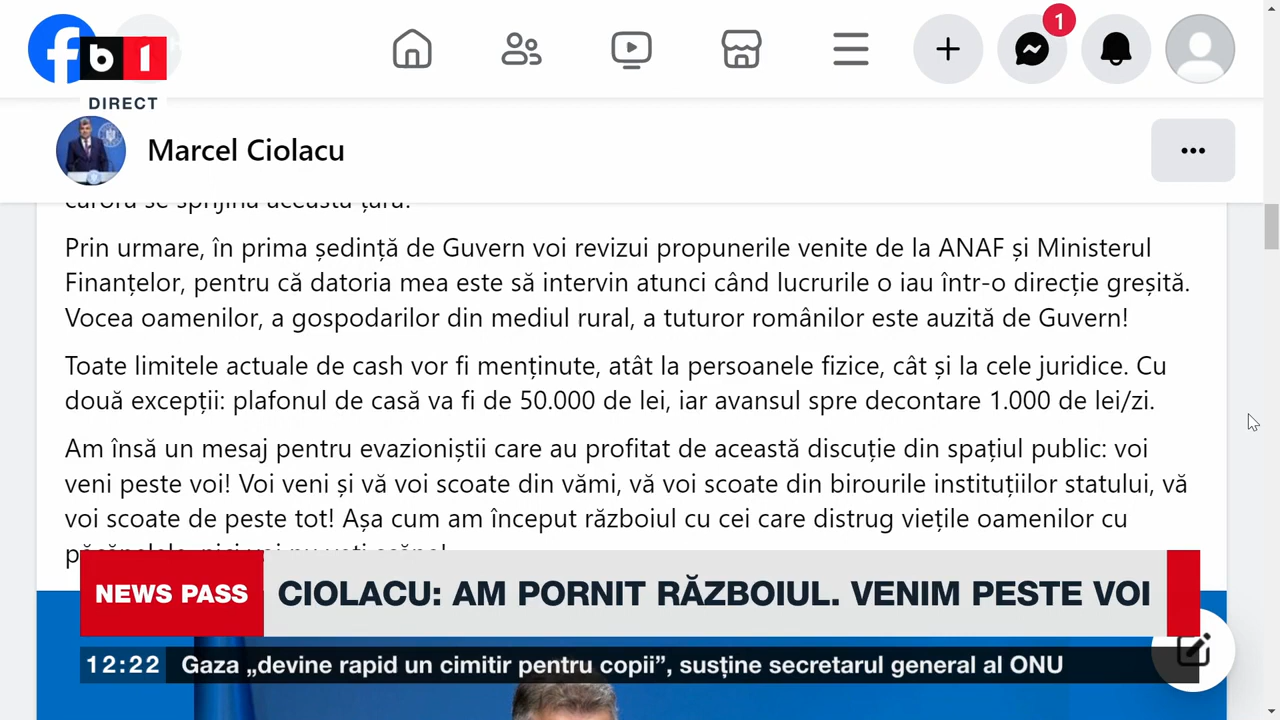 b1
DIRECT
1
Marcel Ciolacu
Prin urmare, în prima ședință de Guvern voi revizui propunerile venite de la ANAF și Ministerul
Finanțelor, pentru că datoria mea este să intervin atunci când lucrurile o iau într-o direcție greșită.
Vocea oamenilor, a gospodarilor din mediul rural, a tuturor românilor este auzită de Guvern!
Toate limitele actuale de cash vor fi menținute, atât la persoanele fizice, cât și la cele juridice. Cu
două excepții: plafonul de casă va fi de 50.000 de lei, iar avansul spre decontare 1.000 de lei/zi.
Am însă un mesaj pentru evazioniștii care au profitat de această discuție din spațiul public: voi
veni peste voi! Voi veni și vă voi scoate din vămi, vă voi scoate din birourile instituțiilor statului, vă
voi scoate de peste tot! Așa cum am început războiul cu cei care distrug viețile oamenilor cu
NEWS PASS
CIOLACU: AM PORNIT RĂZBOIUL. VENIM PESTE VOI
12:22 Gaza „devine rapid un cimitir pentru copii”, susține secretarul general al ONU